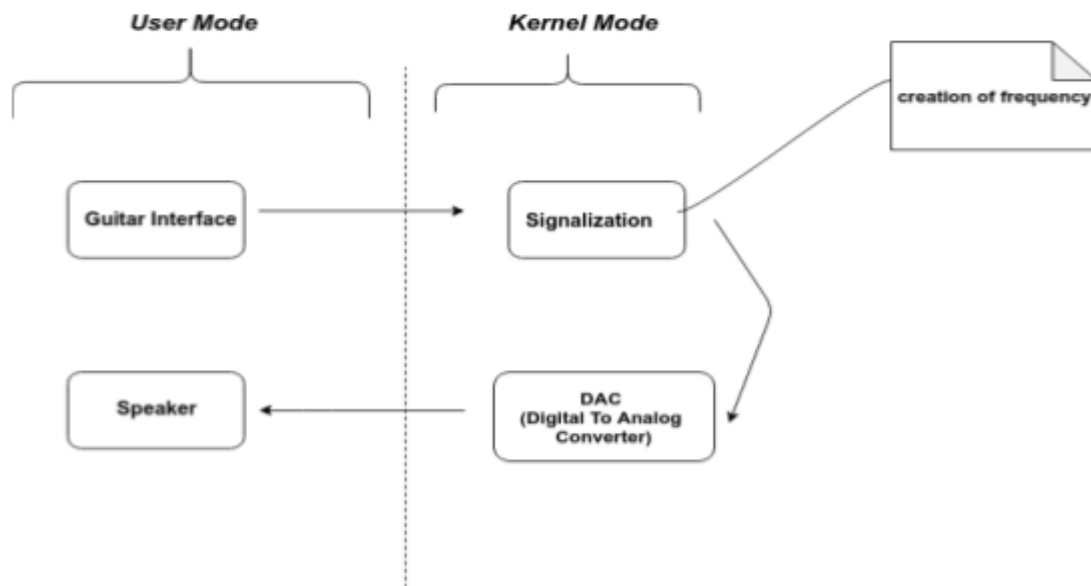 User Mode
Kernel Mode
creation of frequency
Guitar Interface
Signalization
Speaker
DAC
(Digital To Analog
Converter)